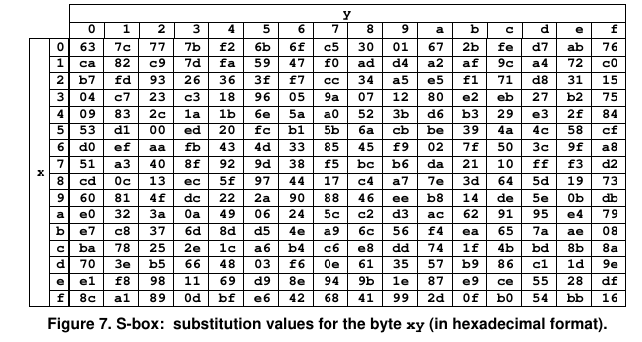 y
0 1 2 3 4 5 6 7 8 9 a b c d e f
0 63 7c 77 7b f2 6b 6f c5 30 01 67 2b fe d7 ab 76
1 ca 82 c9 7d fa 59 47 f0 ad d4 a2 af 9c a4 72 c0
2 b7 fd 93 26 36 3f f7 cc 34 a5 e5 f1 71 d8 31 15
3 04 c7 23 c3 18 96 05 9a 07 12 80 e2 eb 27 b2 75
4 09 83 2c 1a 1b 6e 5a a0 52 3b d6 b3 29 e3 2f 84
5 53 d1 00 ed 20 fc b1 5b 6a cb be 39 4a 4c 58 cf
6 d0 ef aa fb 43 4d 33 85 45 f9 02 7f 50 3c 9f a8
x 7 51 a3 40 8f 92 9d 38 f5 bc b6 da 21 10 ff f3 d2
8 cd 0c 13 ec 5f 97 44 17 c4 a7 7e 3d 64 5d 19 73
9 60 81 4f dc 22 2a 90 88 46 ee b8 14 de 5e 0b db
a e0 32 3a 0a 49 06 24 5c c2 d3 ac 62 91 95 e4 79
b e7 c8 37 6d 8d d5 4e a9 6c 56 f4 ea 65 7a ae 08
c ba 78 25 2e 1c a6 b4 c6 e8 dd 74 1f 4b bd 8b 8a
d 70 3e b5 66 48 03 f6 0e 61 35 57 b9 86 c1 1d 9e
e e1 f8 98 11 69 d9 8e 94 9b 1e 87 e9 ce 55 28 df
f 8c a1 89 0d bf e6 42 68 41 99 2d 0f b0 54 bb 16
Figure 7. S-box: substitution values for the byte xy (in hexadecimal format).